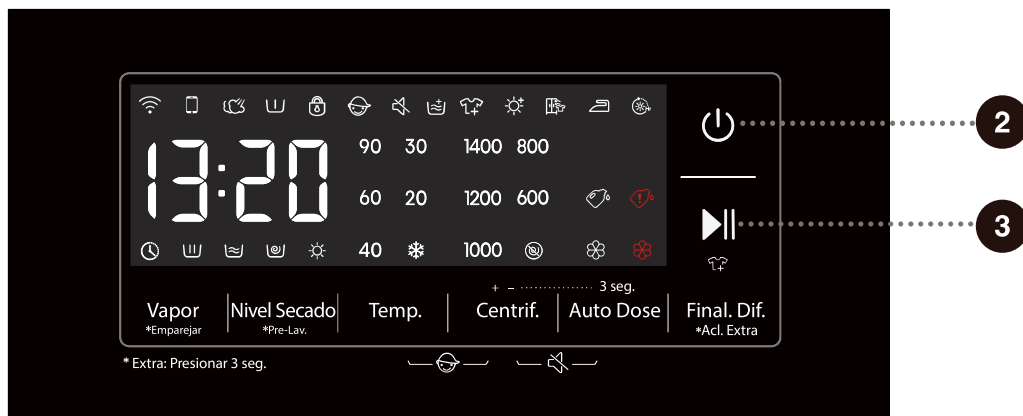 13:20
90 30 1400 800
60 20 1200 600
40 1000
+ - ................ 3 seg.
Vapor Nivel Secado Temp. Centrif. Auto Dose Final. Dif.
*Emparejar *Pre-Lav. *Acl. Extra
* Extra: Presionar 3 seg.
2
3